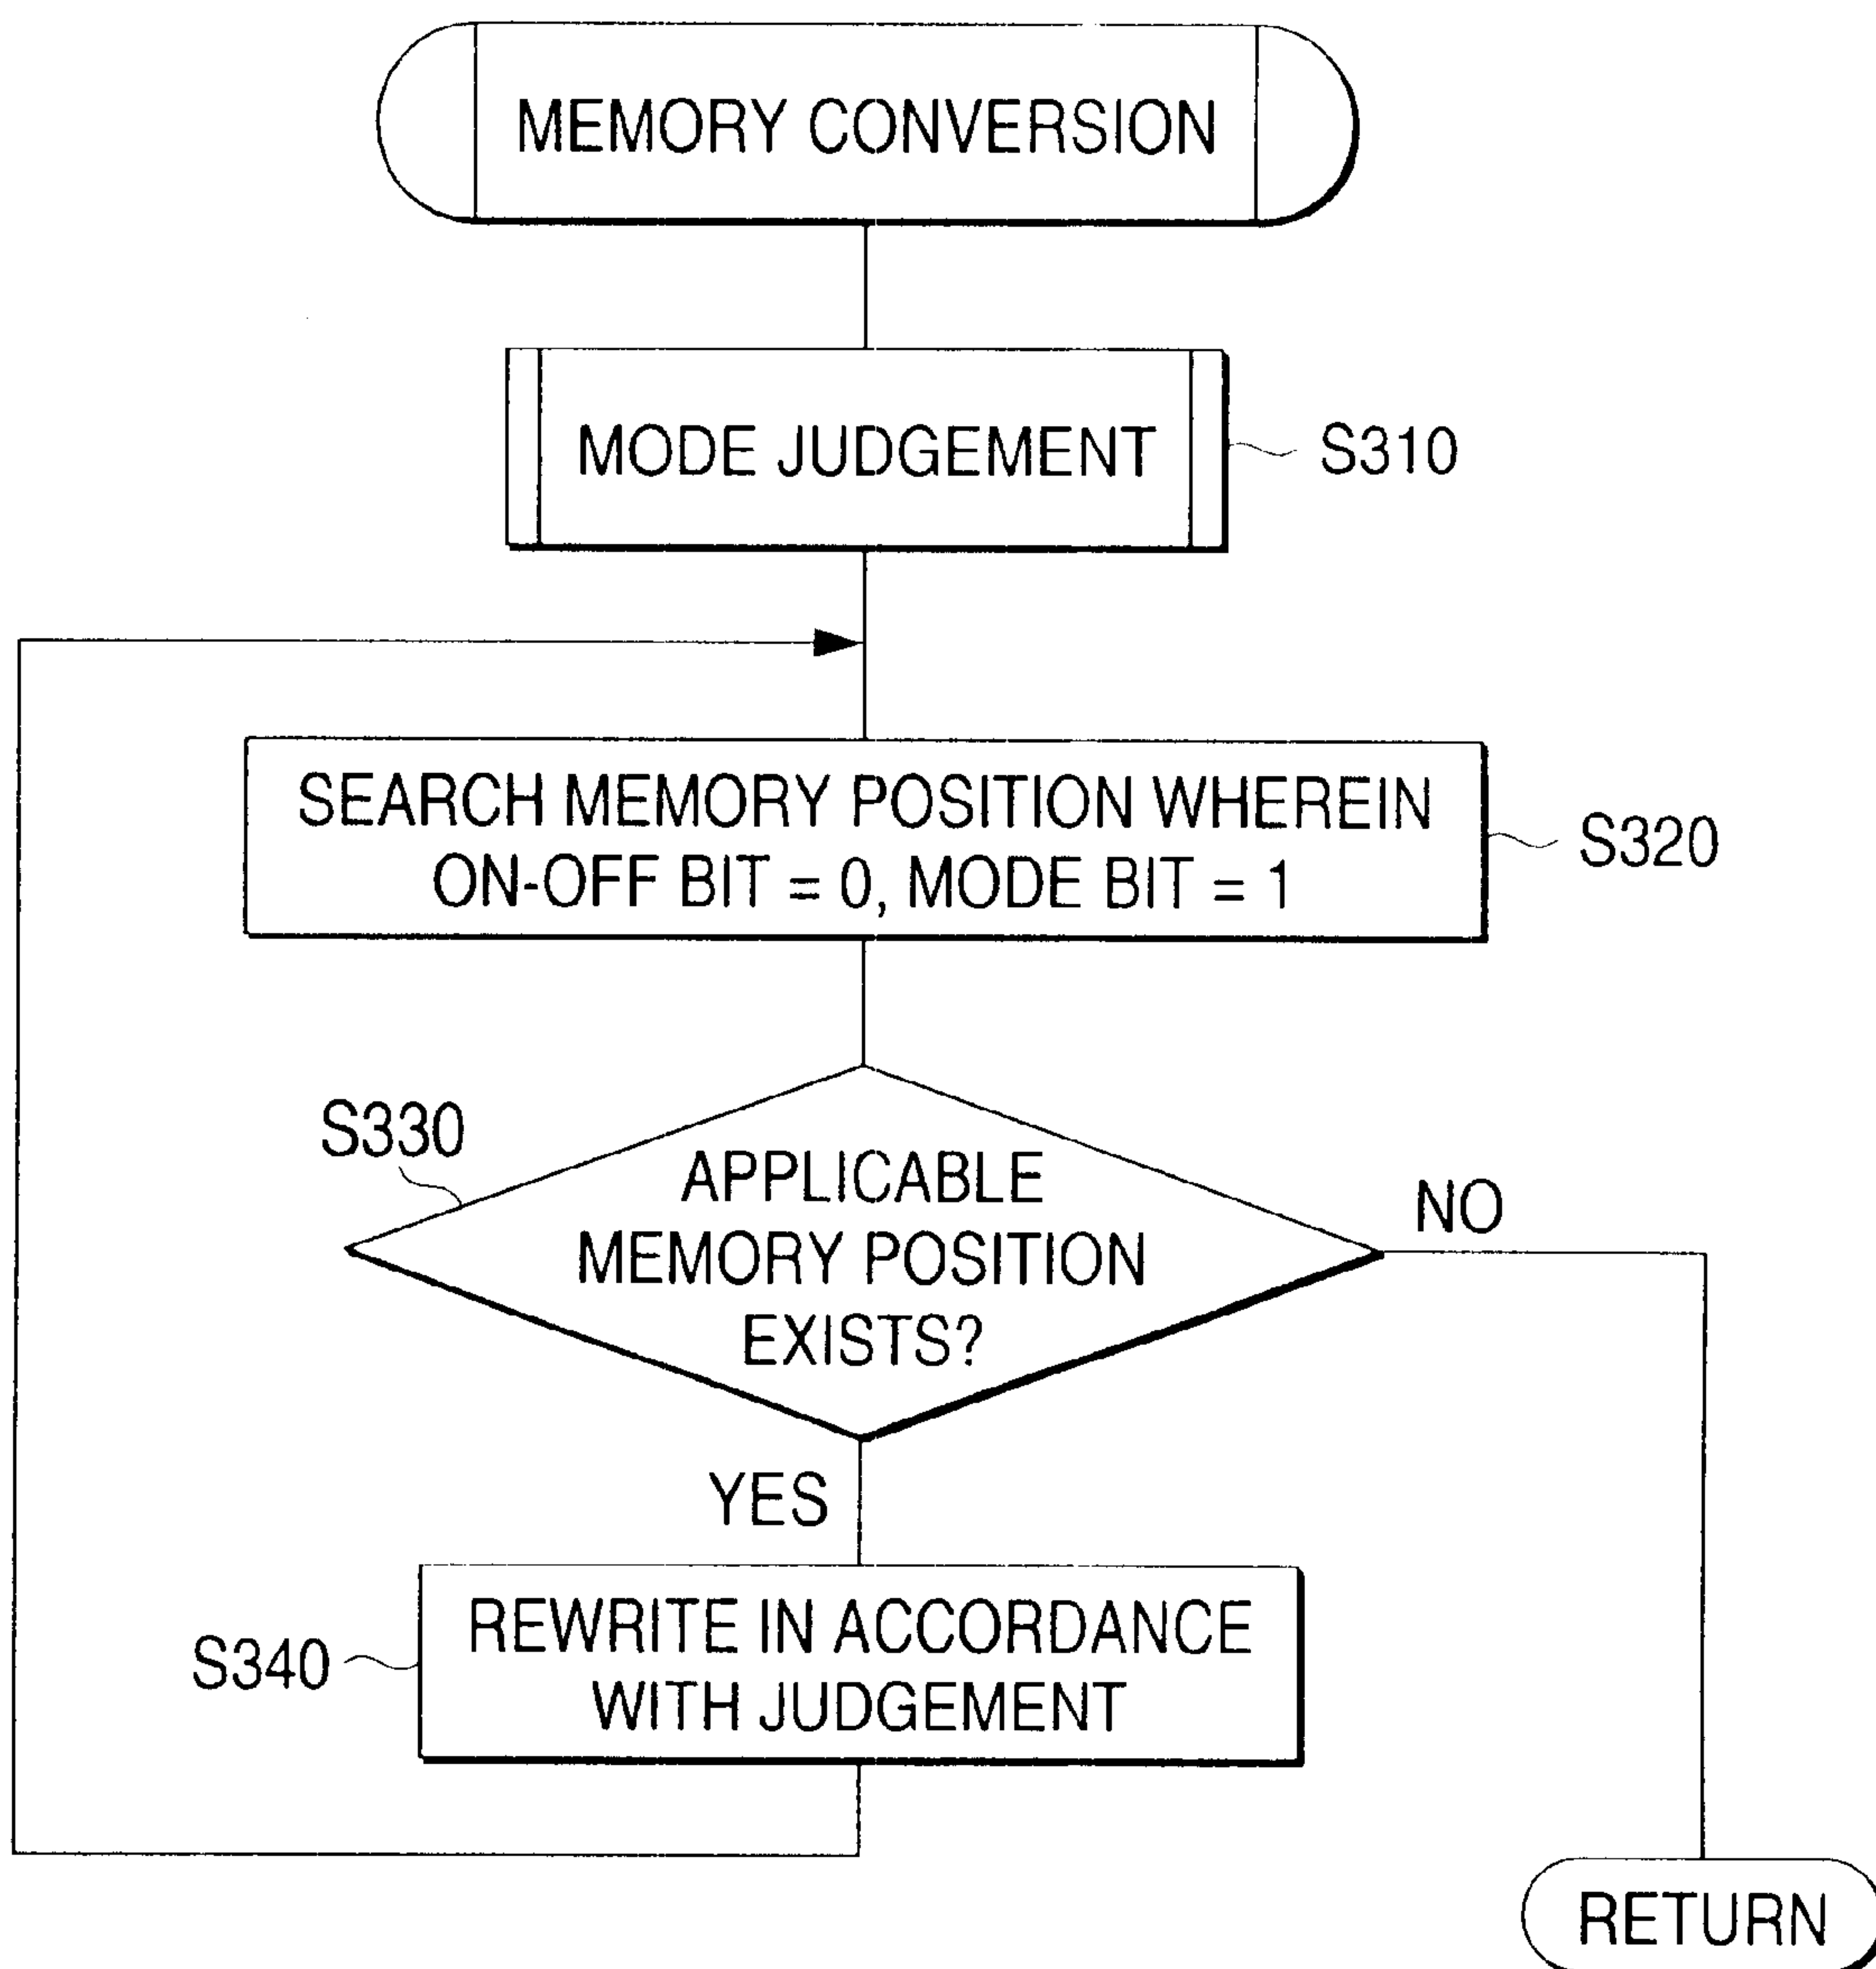 MEMORY CONVERSION
MODE JUDGEMENT
S310
SEARCH MEMORY POSITION WHEREIN
ON-OFF BIT = 0, MODE BIT = 1
S320
S330
APPLICABLE
MEMORY POSITION
EXISTS?
NO
YES
REWRITE IN ACCORDANCE
WITH JUDGEMENT
S340
RETURN